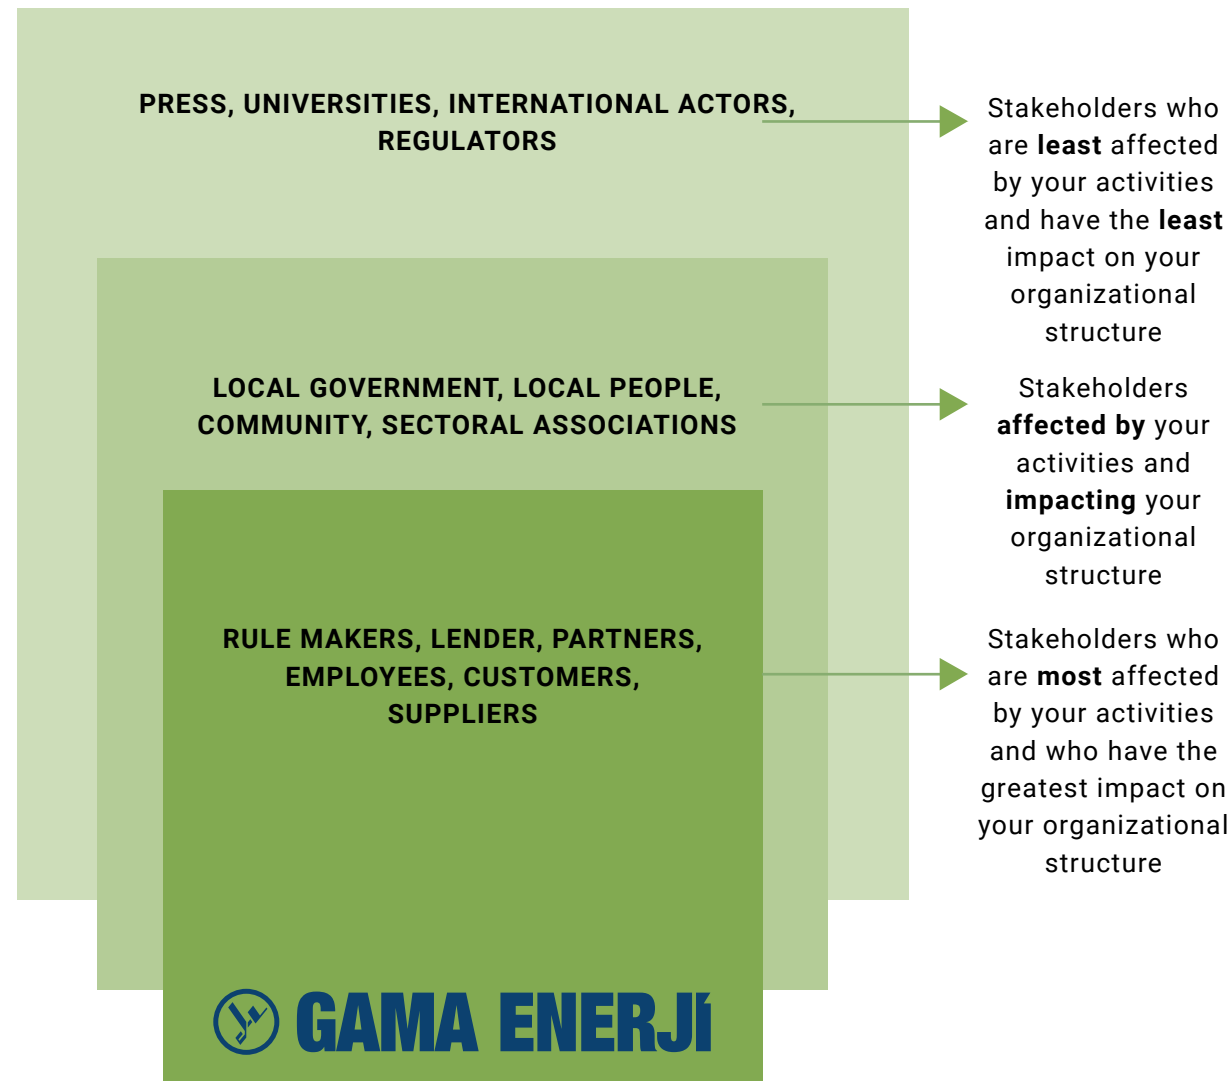 PRESS, UNIVERSITIES, INTERNATIONAL ACTORS,
REGULATORS
Stakeholders who
are least affected
by your activities
and have the least
impact on your
organizational
structure
LOCAL GOVERNMENT, LOCAL PEOPLE,
COMMUNITY, SECTORAL ASSOCIATIONS
Stakeholders
affected by your
activities and
impacting your
organizational
structure
RULE MAKERS, LENDER, PARTNERS,
EMPLOYEES, CUSTOMERS,
SUPPLIERS
Stakeholders who
are most affected
by your activities
and who have the
greatest impact on
your organizational
structure
GAMA ENERJİ